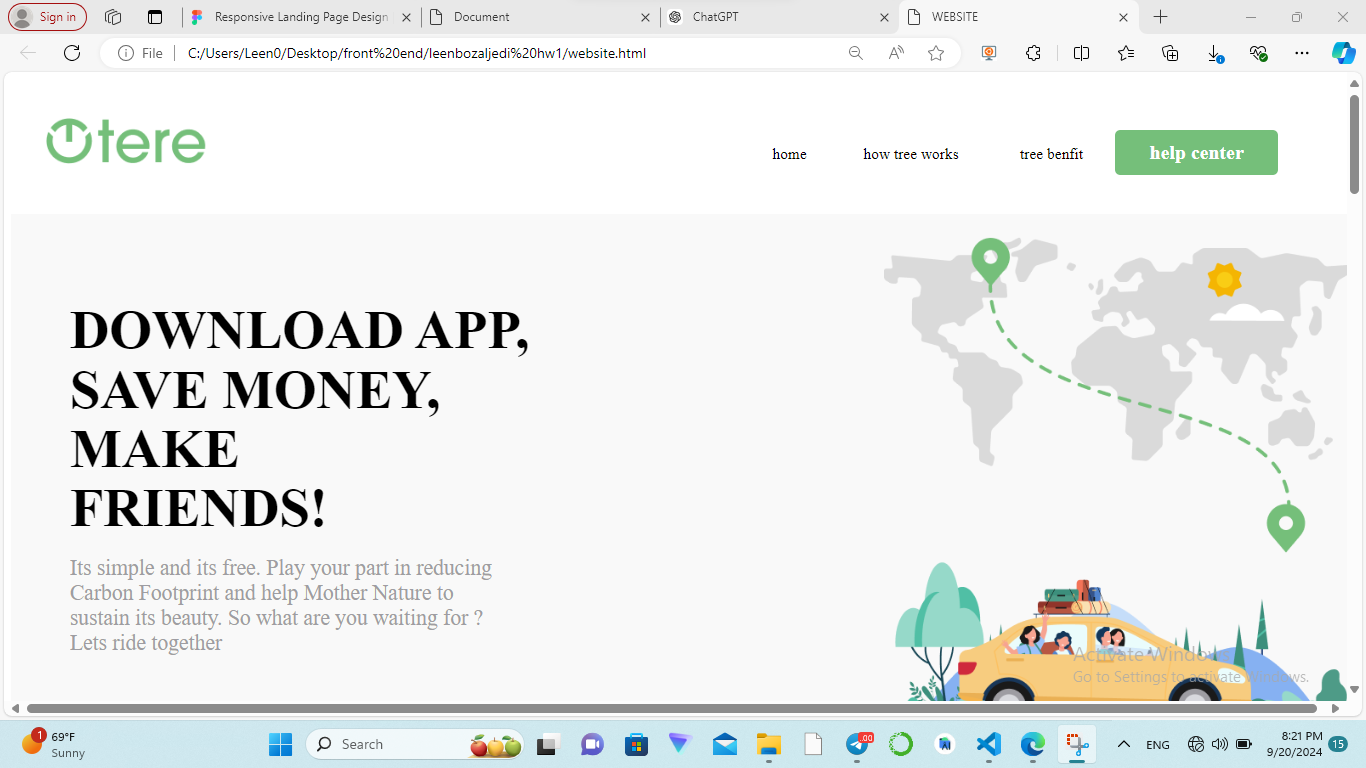 Sign in
Responsive Landing Page Design
Document
ChatGPT
WEBSITE
File
C:/Users/Leen0/Desktop/front%20end/leenbozaljedi%20hw1/website.html
tere
home
how tree works
tree benfit
help center
DOWNLOAD APP,
SAVE MONEY,
MAKE
FRIENDS!
Its simple and its free. Play your part in reducing
Carbon Footprint and help Mother Nature to
sustain its beauty. So what are you waiting for ?
Lets ride together
Activate Windows
Go to Settings to activate Windows.
1
69°F
Sunny
Search
.00
ENG
8:21 PM
9/20/2024
15